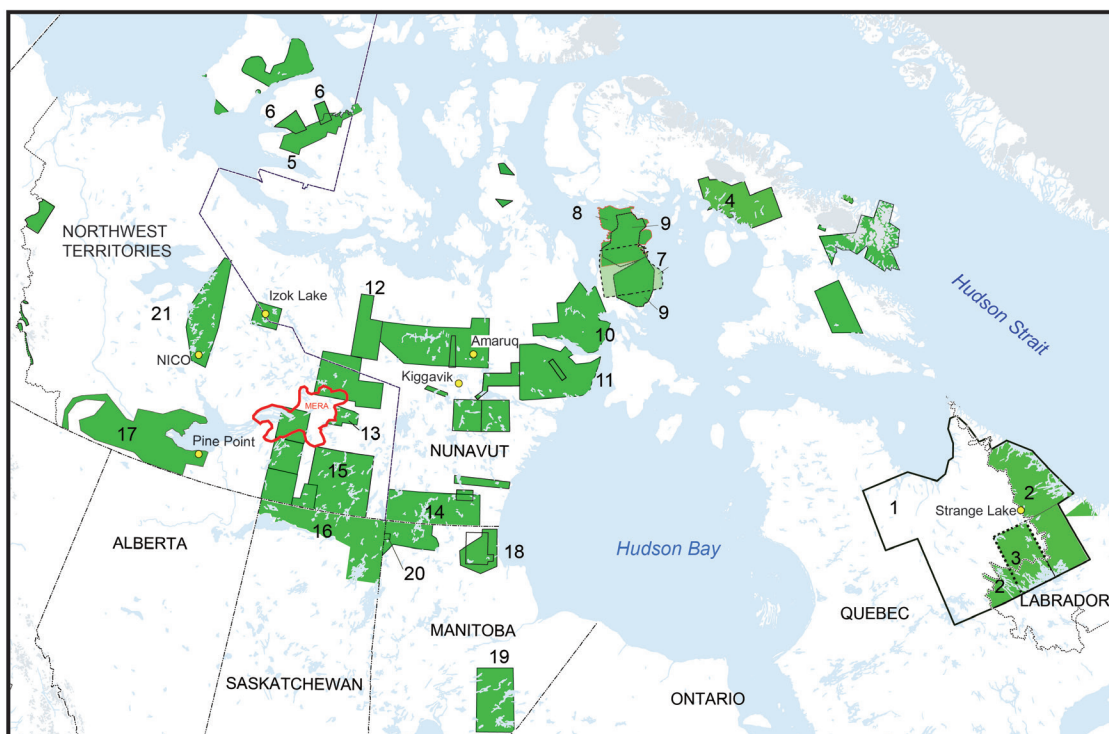 6
6
5
4
8
9
7
9
NORTHWEST
TERRITORIES
12
Izok Lake
21
Hudson Strait
10
Amaruq
NICO
Kiggavik
11
MERA
13
17
Pine Point
NUNAVUT
15
2
1
14
Strange Lake
16
ALBERTA
18
Hudson Bay
20
3
2
LABRADOR
QUEBEC
MANITOBA
19
SASKATCHEWAN
ONTARIO